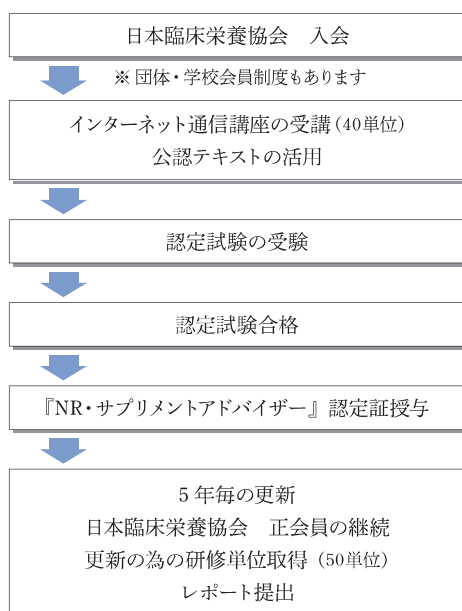 日本臨床栄養協会　入会
※ 団体・学校会員制度もあります
インターネット通信講座の受講（40単位）
公認テキストの活用
認定試験の受験
認定試験合格
『NR・サプリメントアドバイザー』認定証授与
5 年毎の更新
日本臨床栄養協会　正会員の継続
更新の為の研修単位取得（50単位）
レポート提出